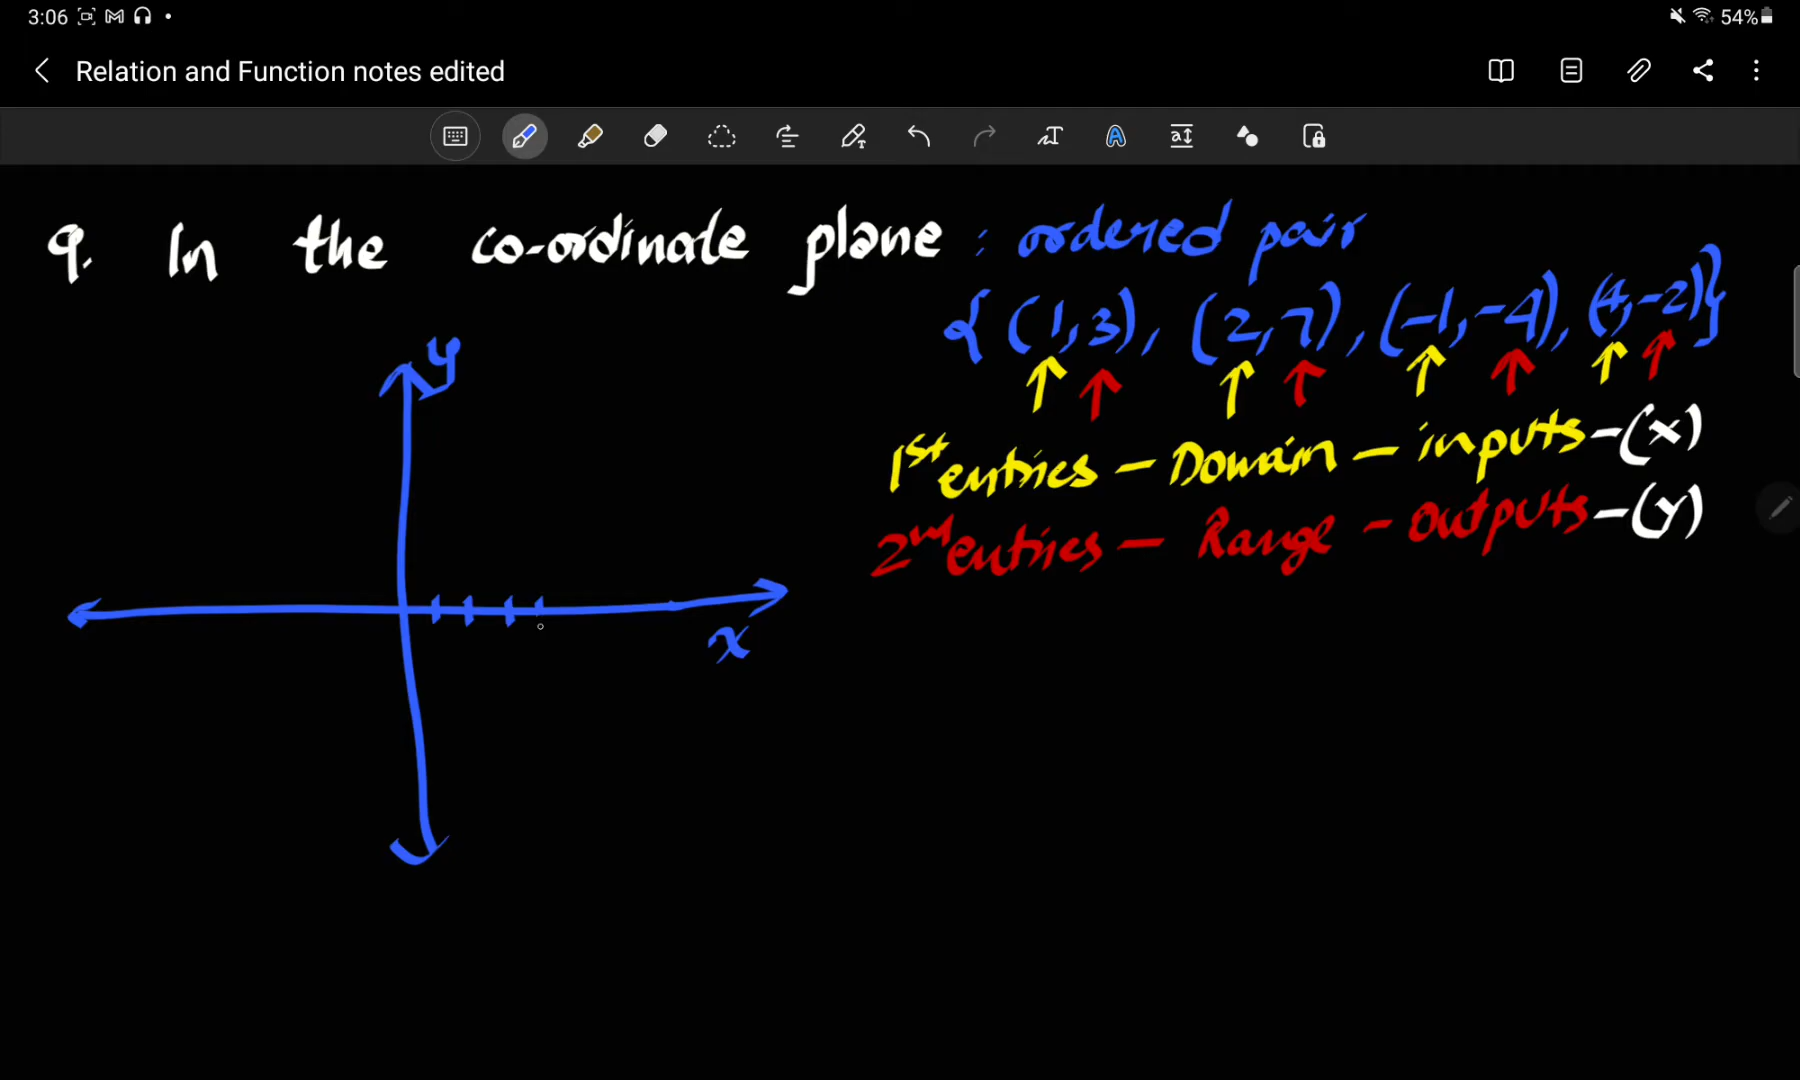 3:06 54%
Relation and Function notes edited
9. In the co-ordinate plane : ordered pair
{(1,3), (2,7), (-1,-4), (4,-2)}
y
1st entries - Domain - inputs - (x)
2nd entries - Range - outputs - (y)
x